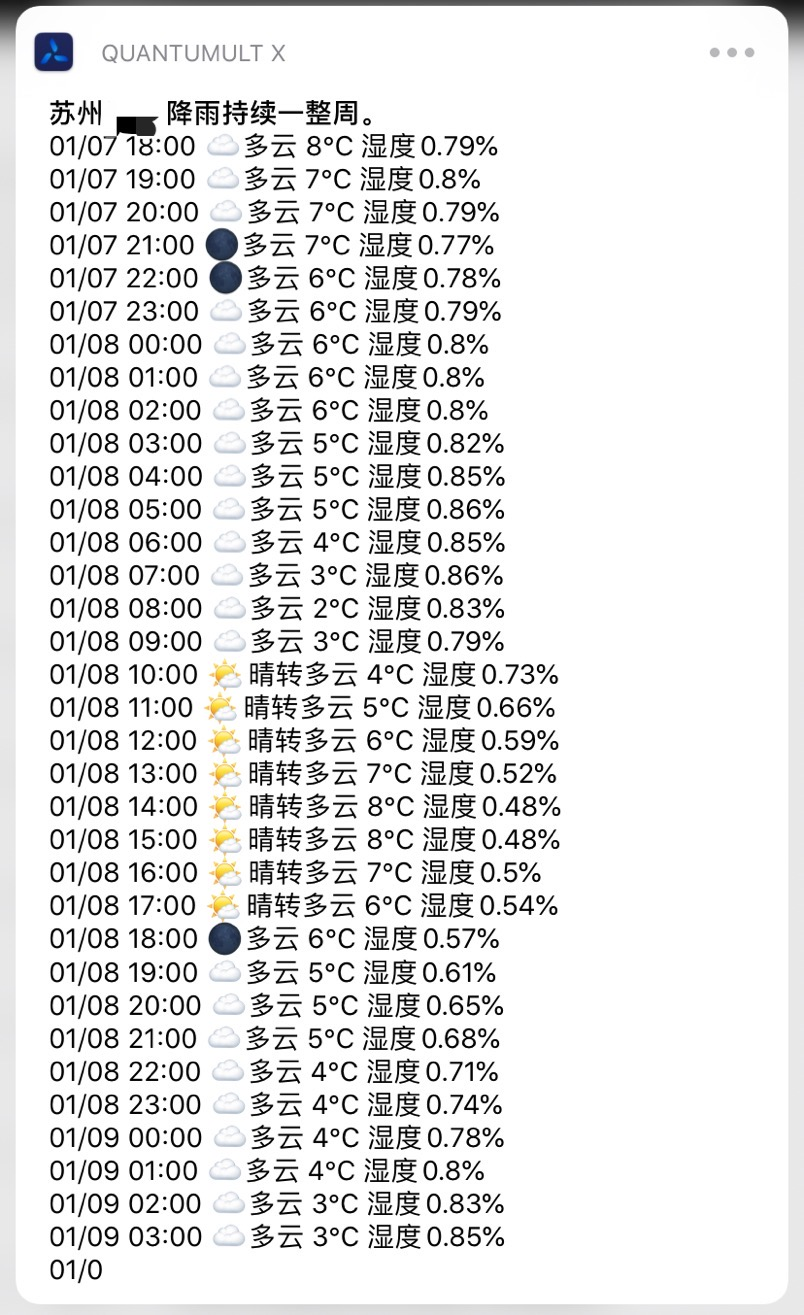 QUANTUMULT X
苏州 降雨持续一整周。
01/07 18:00 ☁️多云 8°C 湿度0.79%
01/07 19:00 ☁️多云 7°C 湿度0.8%
01/07 20:00 ☁️多云 7°C 湿度0.79%
01/07 21:00 🌑多云 7°C 湿度0.77%
01/07 22:00 🌑多云 6°C 湿度0.78%
01/07 23:00 ☁️多云 6°C 湿度0.79%
01/08 00:00 ☁️多云 6°C 湿度0.8%
01/08 01:00 ☁️多云 6°C 湿度0.8%
01/08 02:00 ☁️多云 6°C 湿度0.8%
01/08 03:00 ☁️多云 5°C 湿度0.82%
01/08 04:00 ☁️多云 5°C 湿度0.85%
01/08 05:00 ☁️多云 5°C 湿度0.86%
01/08 06:00 ☁️多云 4°C 湿度0.85%
01/08 07:00 ☁️多云 3°C 湿度0.86%
01/08 08:00 ☁️多云 2°C 湿度0.83%
01/08 09:00 ☁️多云 3°C 湿度0.79%
01/08 10:00 🌤晴转多云 4°C 湿度0.73%
01/08 11:00 🌤晴转多云 5°C 湿度0.66%
01/08 12:00 🌤晴转多云 6°C 湿度0.59%
01/08 13:00 🌤晴转多云 7°C 湿度0.52%
01/08 14:00 🌤晴转多云 8°C 湿度0.48%
01/08 15:00 🌤晴转多云 8°C 湿度0.48%
01/08 16:00 🌤晴转多云 7°C 湿度0.5%
01/08 17:00 🌤晴转多云 6°C 湿度0.54%
01/08 18:00 🌑多云 6°C 湿度0.57%
01/08 19:00 ☁️多云 5°C 湿度0.61%
01/08 20:00 ☁️多云 5°C 湿度0.65%
01/08 21:00 ☁️多云 5°C 湿度0.68%
01/08 22:00 ☁️多云 4°C 湿度0.71%
01/08 23:00 ☁️多云 4°C 湿度0.74%
01/09 00:00 ☁️多云 4°C 湿度0.78%
01/09 01:00 ☁️多云 4°C 湿度0.8%
01/09 02:00 ☁️多云 3°C 湿度0.83%
01/09 03:00 ☁️多云 3°C 湿度0.85%
01/0